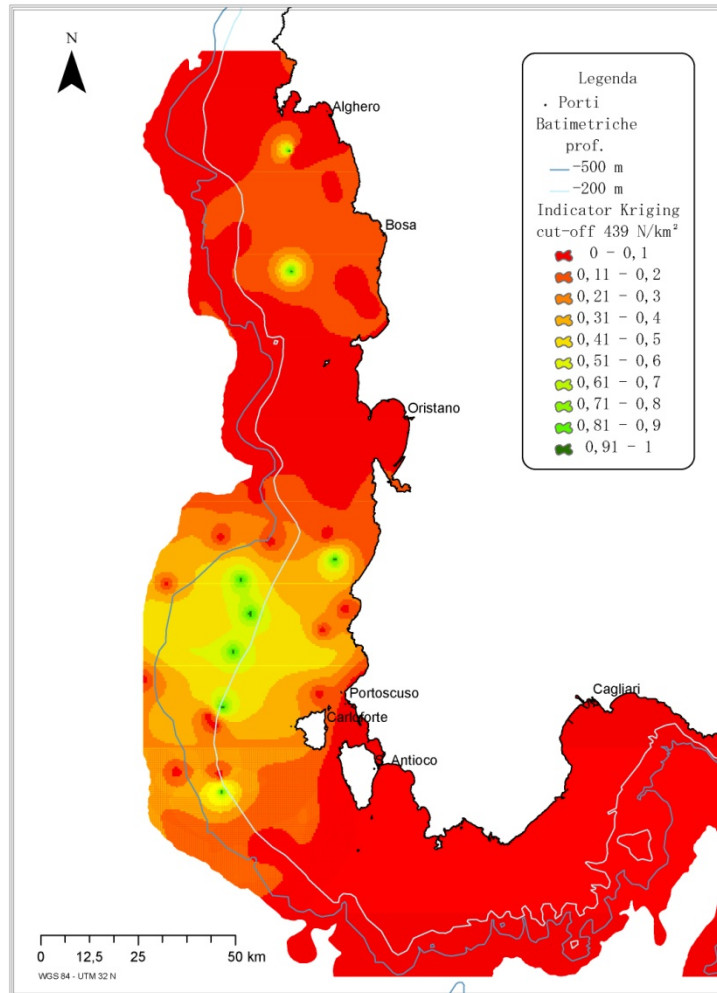 N
Alghero
Bosa
Oristano
Portoscuso
Carloforte
Antioco
Cagliari
Legenda
. Porti
Batimetriche
prof.
-500 m
-200 m
Indicator Kriging
cut-off 439 N/km²
0 - 0,1
0,11 - 0,2
0,21 - 0,3
0,31 - 0,4
0,41 - 0,5
0,51 - 0,6
0,61 - 0,7
0,71 - 0,8
0,81 - 0,9
0,91 - 1
0 12,5 25 50 km
WGS 84 - UTM 32 N